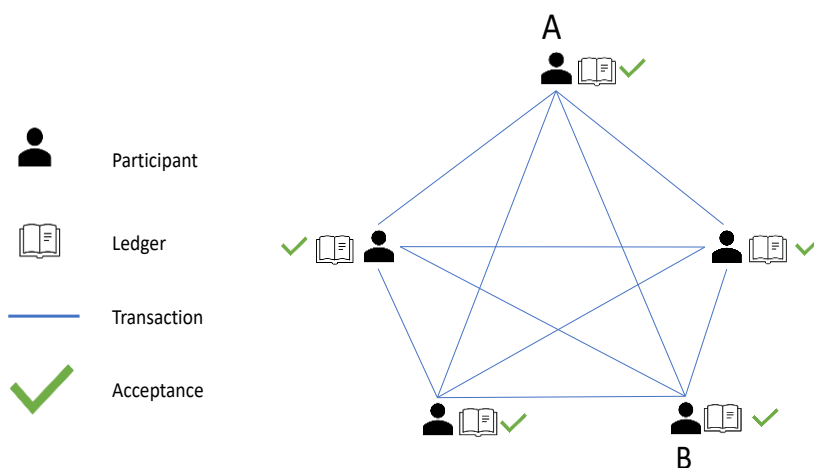 A
Participant
Ledger
Transaction
Acceptance
B